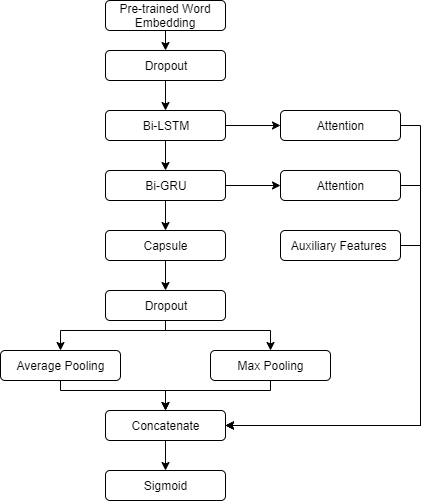 Pre-trained Word
Embedding
Dropout
Bi-LSTM
Attention
Bi-GRU
Attention
Capsule
Auxiliary Features
Dropout
Average Pooling
Max Pooling
Concatenate
Sigmoid